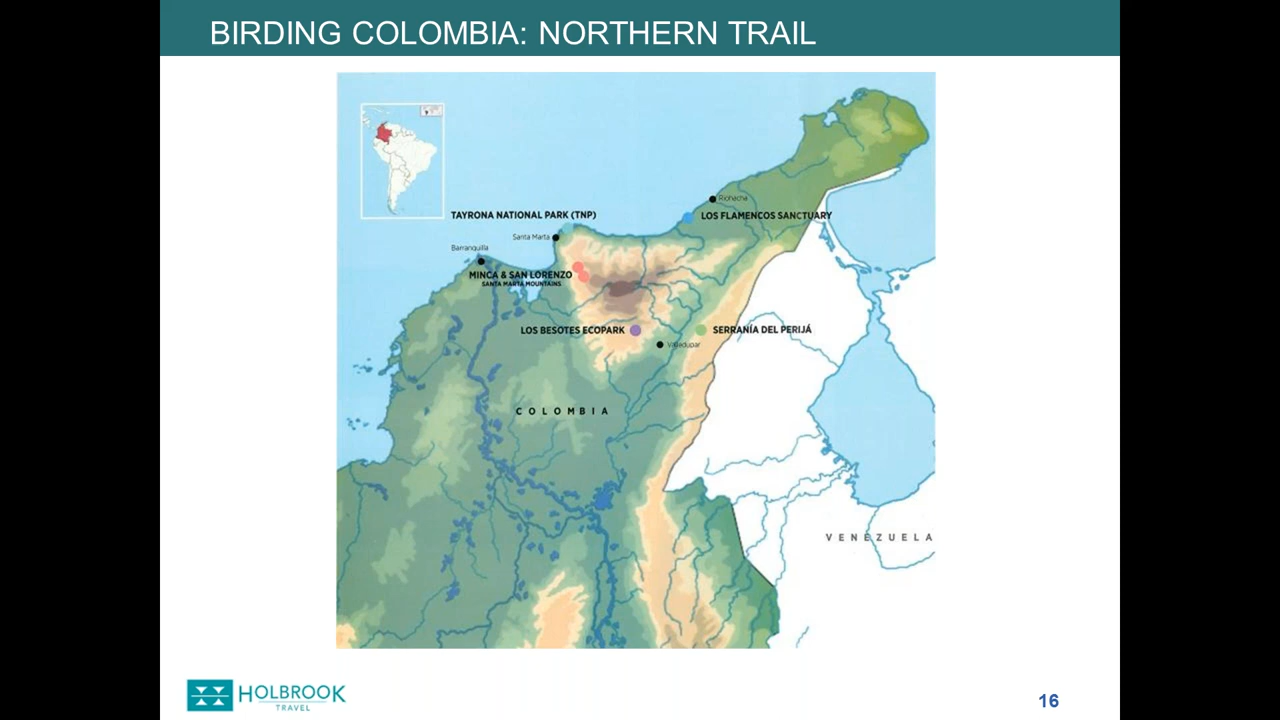 BIRDING COLOMBIA: NORTHERN TRAIL
Riohacha
TAYRONA NATIONAL PARK (TNP)
LOS FLAMENCOS SANCTUARY
Santa Marta
Barranquilla
MINCA & SAN LORENZO
SANTA MARTA MOUNTAINS
LOS BESOTES ECOPARK
SERRANÍA DEL PERIJÁ
Valledupar
COLOMBIA
VENEZUELA
HOLBROOK
TRAVEL
16